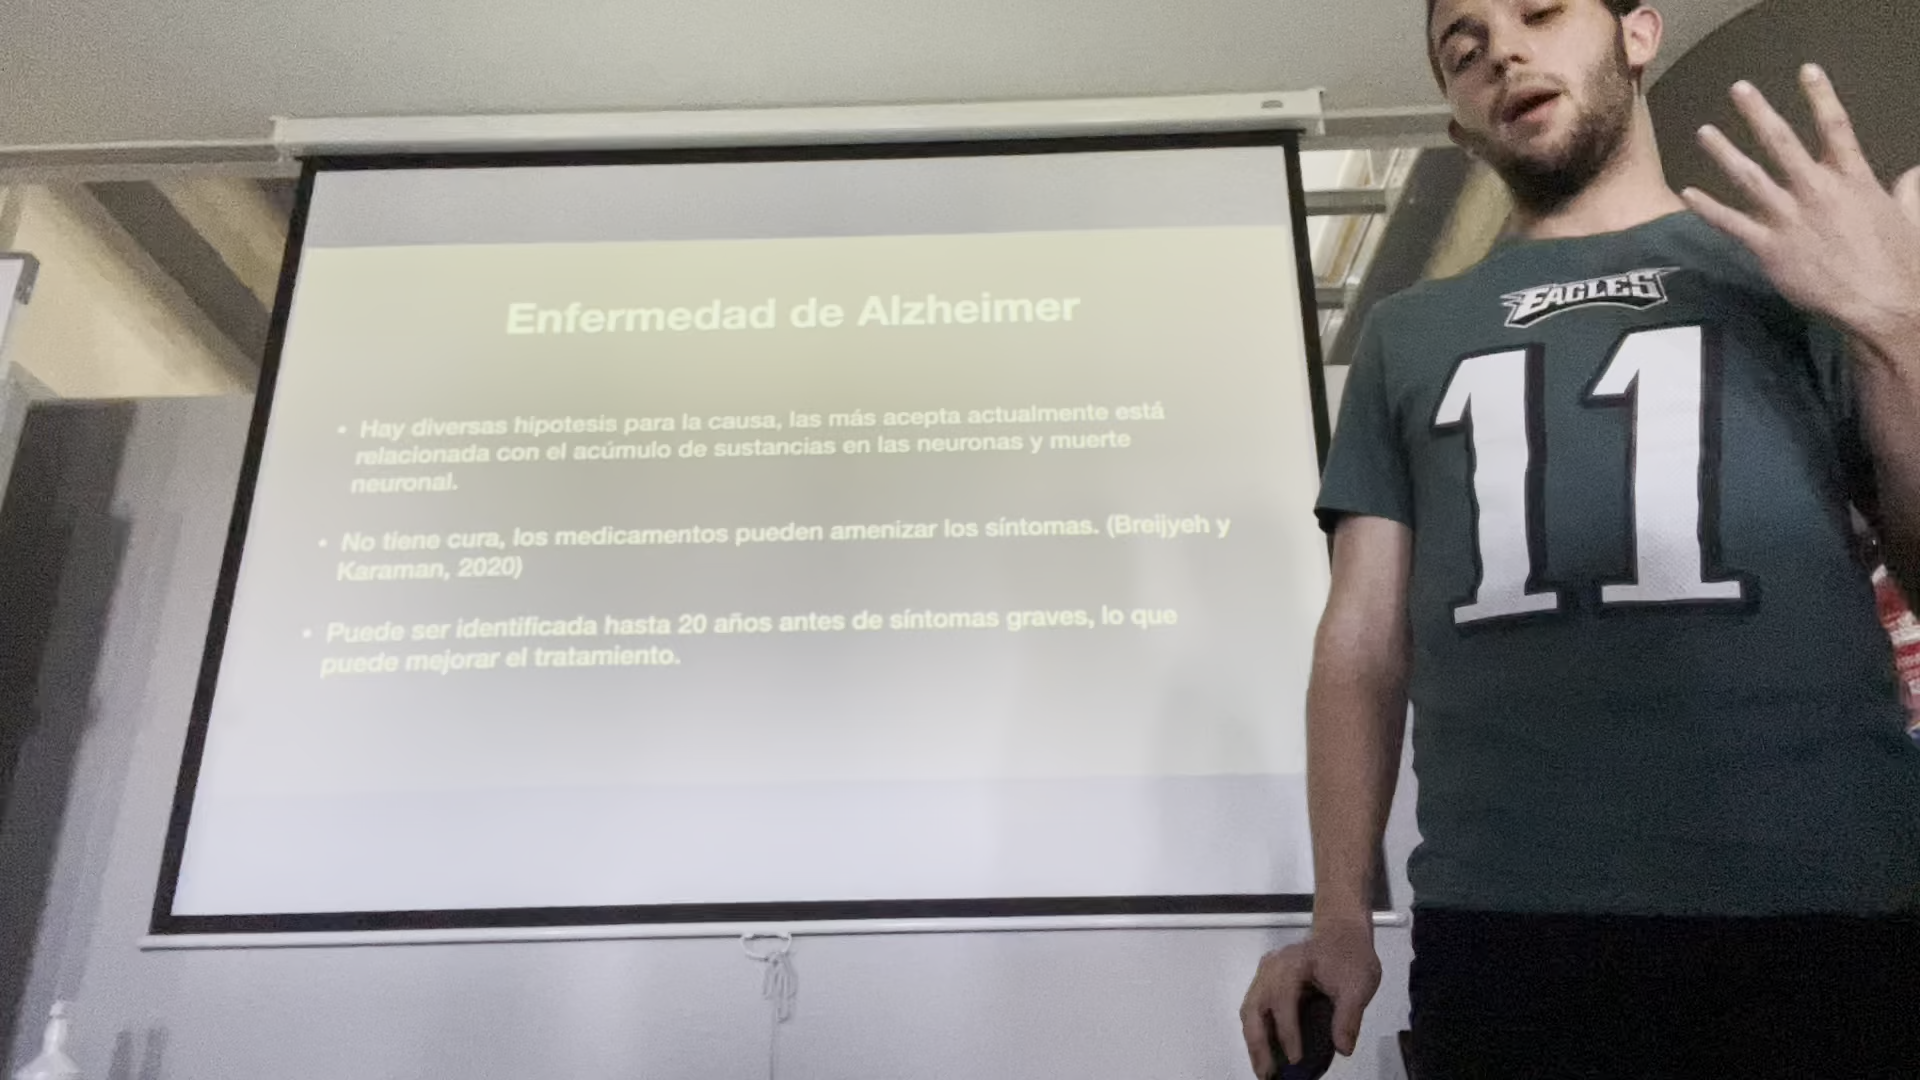 Enfermedad de Alzheimer
• Hay diversas hipotesis para la causa, las más acepta actualmente está
relacionada con el acúmulo de sustancias en las neuronas y muerte
neuronal.
• No tiene cura, los medicamentos pueden amenizar los síntomas. (Breijyeh y
Karaman, 2020)
• Puede ser identificada hasta 20 años antes de síntomas graves, lo que
puede mejorar el tratamiento.
EAGLES
11